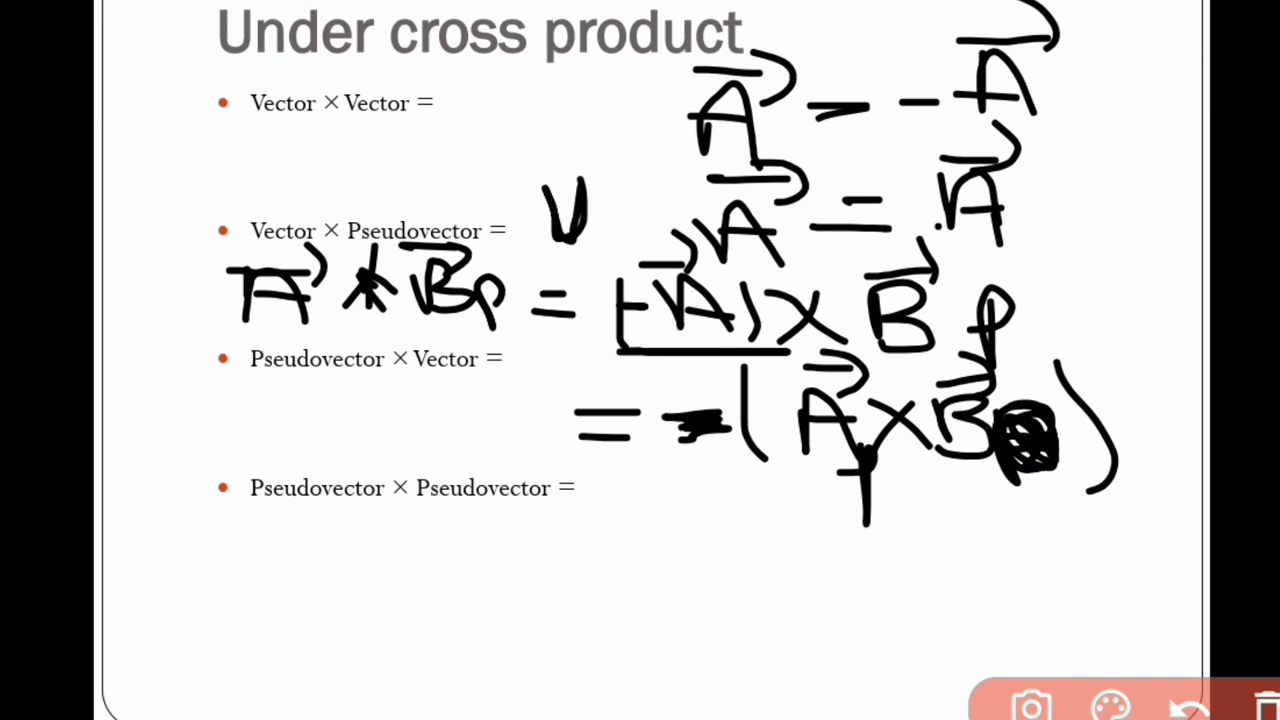 Under cross product
• Vector × Vector =
A⃗ = - A⃗
A⃗ = A⃗
• Vector × Pseudovector = V
A⃗ × B⃗p = (-A⃗) × B⃗p
• Pseudovector × Vector =
= - (A⃗p × B⃗)
• Pseudovector × Pseudovector =